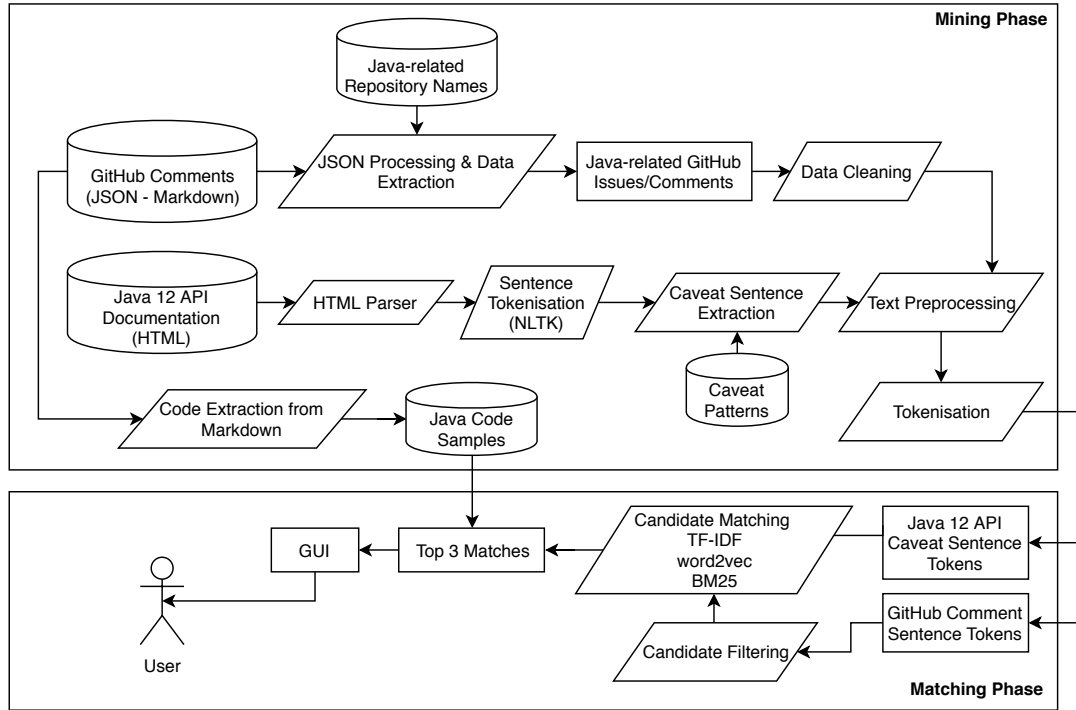 Mining Phase
Java-related
Repository Names
GitHub Comments
(JSON - Markdown)
JSON Processing & Data
Extraction
Java-related GitHub
Issues/Comments
Data Cleaning
Java 12 API
Documentation
(HTML)
HTML Parser
Sentence
Tokenisation
(NLTK)
Caveat Sentence
Extraction
Text Preprocessing
Caveat
Patterns
Code Extraction from
Markdown
Java Code
Samples
Tokenisation
User
GUI
Top 3 Matches
Candidate Matching
TF-IDF
word2vec
BM25
Java 12 API
Caveat Sentence
Tokens
Candidate Filtering
GitHub Comment
Sentence Tokens
Matching Phase